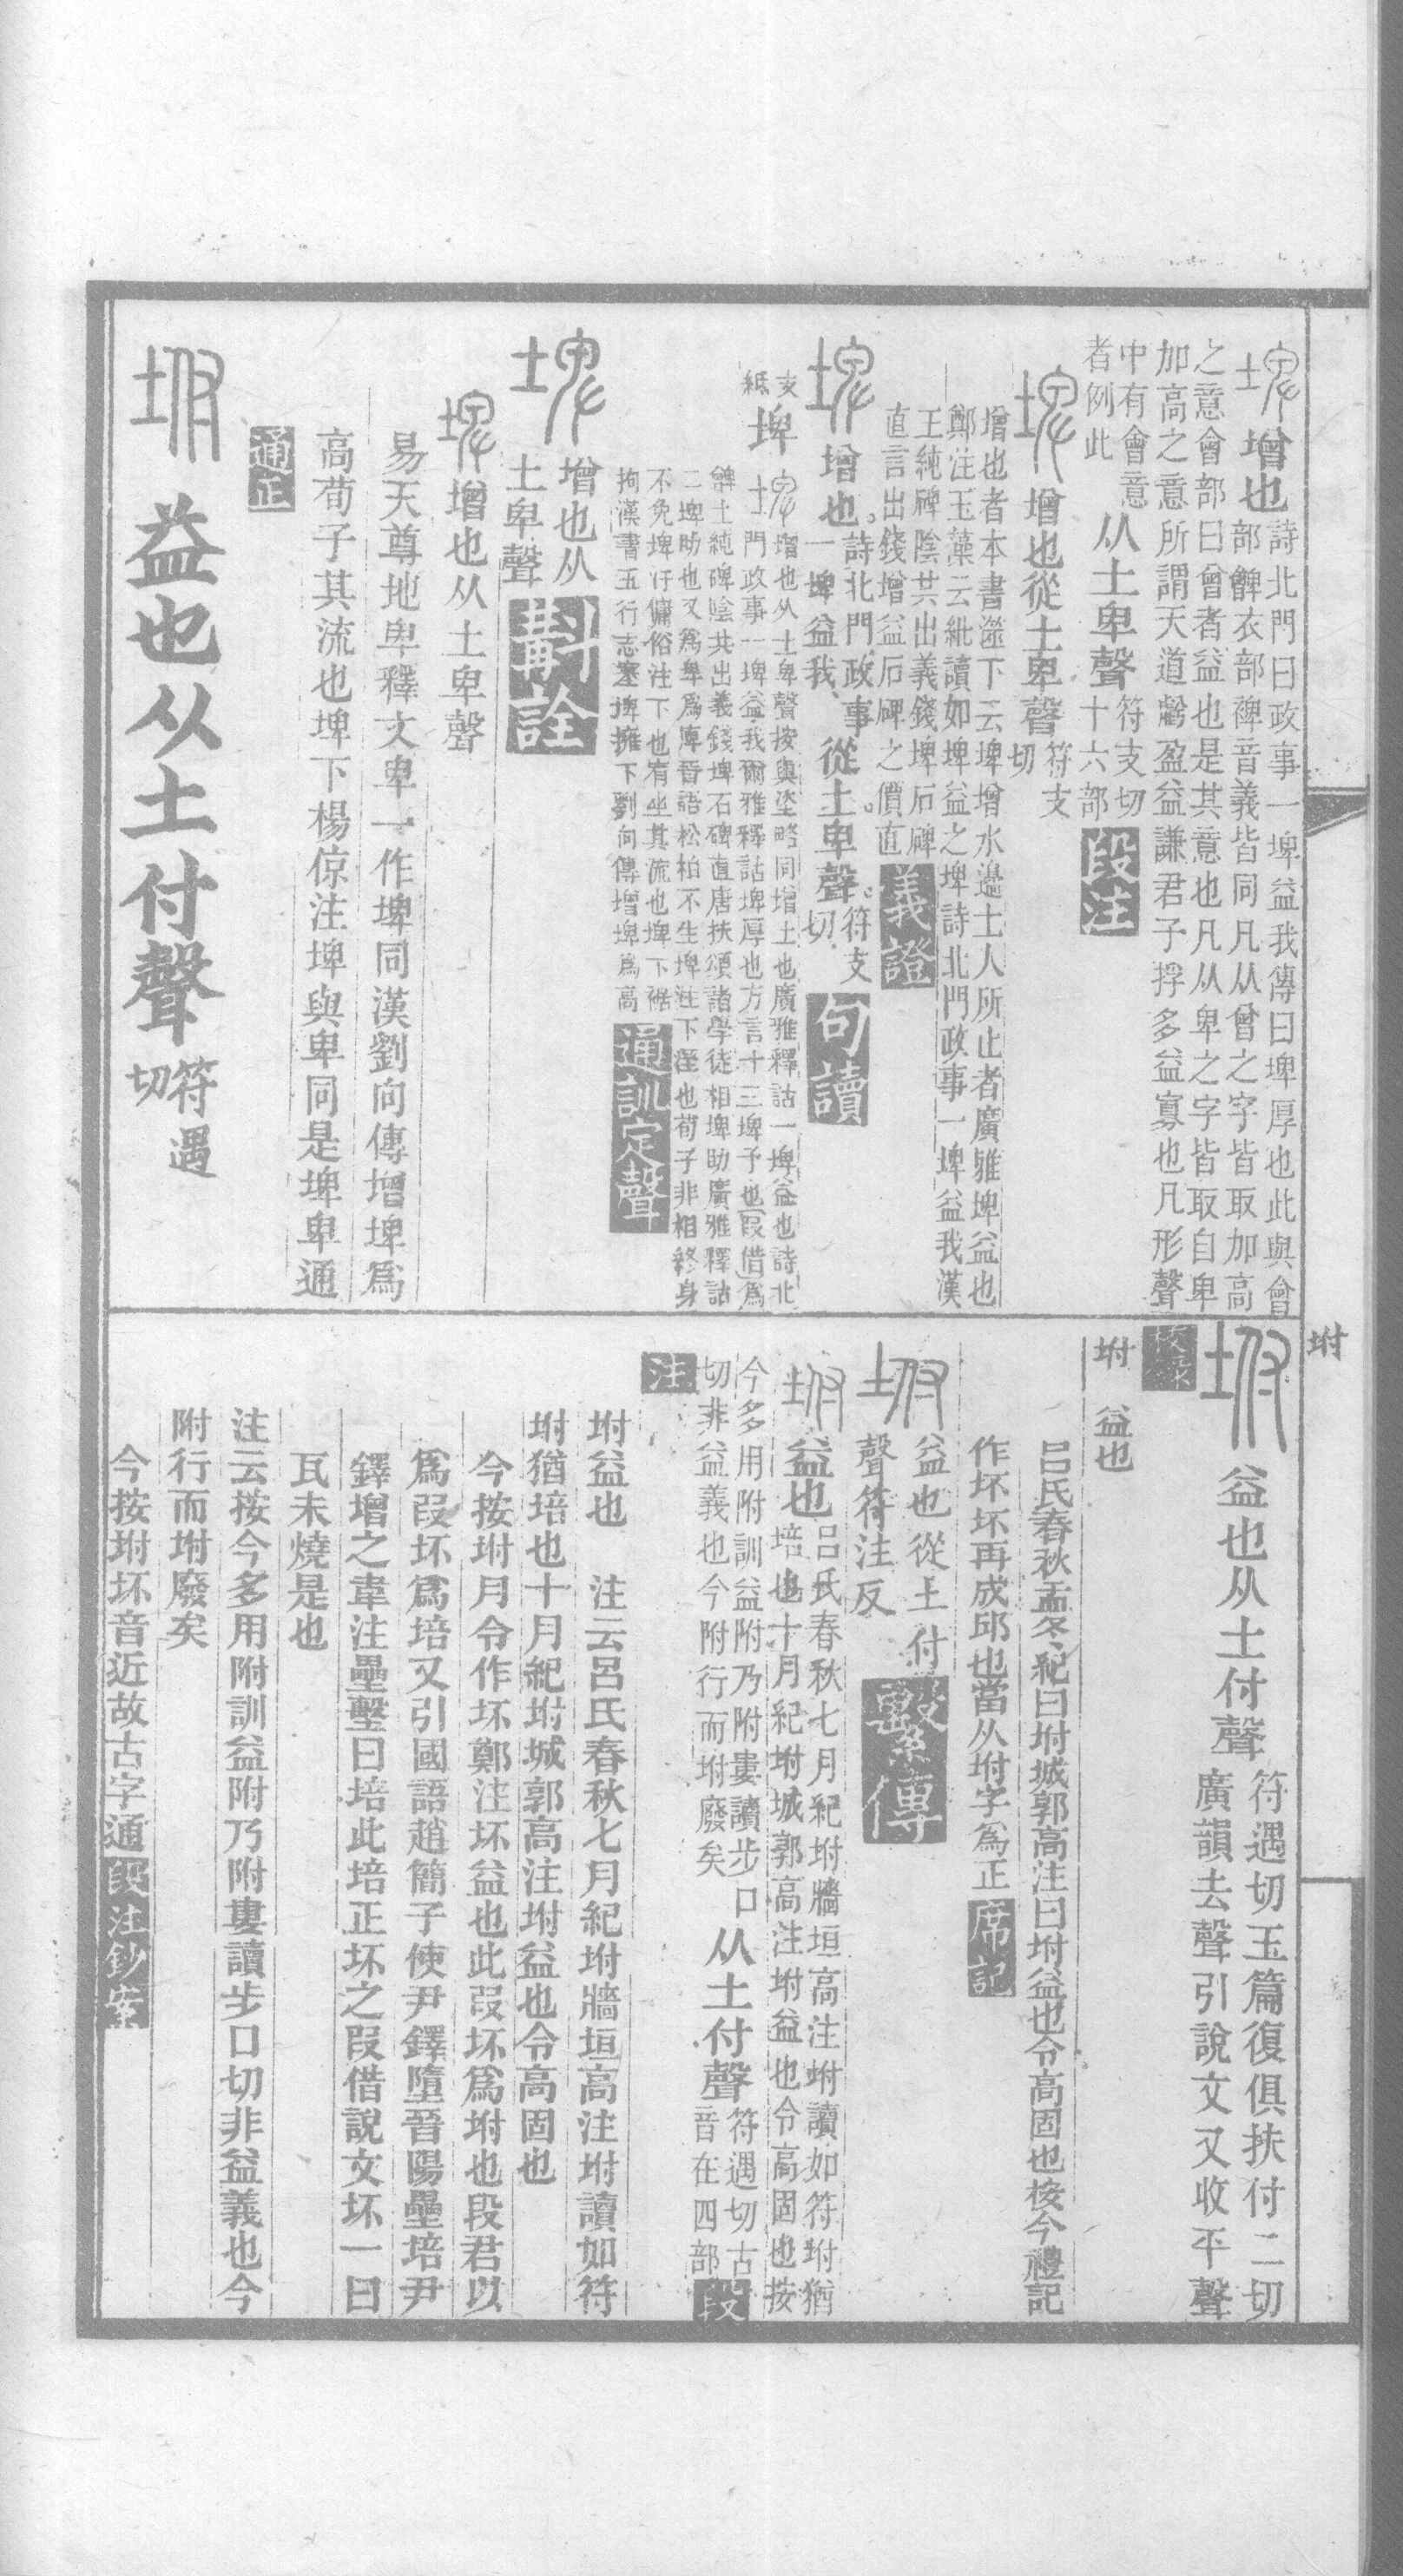 埤增也
詩北門曰政事一埤益我傳曰埤厚也此與會
部朇衣部裨音義皆同凡从曾之字皆取加高
之意會部曰曾者益也是其意也凡从卑之字皆取自卑
加高之意所謂天道虧盈益謙君子捊多益寡也凡形聲
中有會意
者例此
从土卑聲
符支切
十六部
段注
埤增也從土卑聲
符支
切
增也者本書澨下云埤增水邊土人所止者廣雅埤益也
鄭注玉藻云紕讀如埤益之埤詩北門政事一埤益我漢
王純碑陰共出義錢埤石碑
直言出錢增益石碑之價直
義證
埤增也。
詩北門、政事
一埤益我、
從土卑聲。
符支
切
句讀
支
紙
埤
埤增也从土卑聲按與坴略同增土也廣雅釋詁一埤益也詩北
門政事一埤益我爾雅釋詁埤厚也方言十三埤予也叚借爲
朇土純碑陰共出義錢埤石碑直唐扶頌諸學徒相埤助廣雅釋詁
二埤助也又爲卑爲庳晉語松柏不生埤注下溼也荀子非相終身
不免埤汙傭俗注下也宥坐其流也埤下裾
拘漢書五行志塞埤擁下劉向傳增埤爲高
通訓定聲
埤
增也从
土卑聲
斠詮
埤增也从土卑聲
易天尊地卑釋文卑一作埤同漢劉向傳增埤爲
高荀子其流也埤下楊倞注埤與卑同是埤卑通
通正
坿益也从土付聲
符遇
切
坿
坿益也从土付聲
符遇切玉篇復俱扶付二切
廣韻去聲引說文又收平聲
校錄
坿 益也
呂氏春秋孟冬紀曰坿城郭高注曰坿益也令高固也桉今禮記
作坏坏再成邱也當从坿字爲正
席記
坿
益也從土付
聲符注反
繫傳
坿益也
呂氏春秋七月紀坿牆垣高注坿讀如符坿猶
培也十月紀坿城郭高注坿益也令高固也按
今多用附訓益附乃附婁讀步口
切非益義也今附行而坿廢矣
从土付聲
符遇切古
音在四部
段
注
坿益也 注云呂氏春秋七月紀坿牆垣高注坿讀如符
坿猶培也十月紀坿城郭高注坿益也令高固也
今按坿月令作坏鄭注坏益也此叚坏爲坿也段君以
爲叚坏爲培又引國語趙簡子使尹鐸墮晉陽壘培尹
鐸增之韋注壘墼曰培此培正坏之叚借說文坏一曰
瓦未燒是也
注云按今多用附訓益附乃附婁讀步口切非益義也今
附行而坿廢矣
今按坿坏音近故古字通
段注鈔案